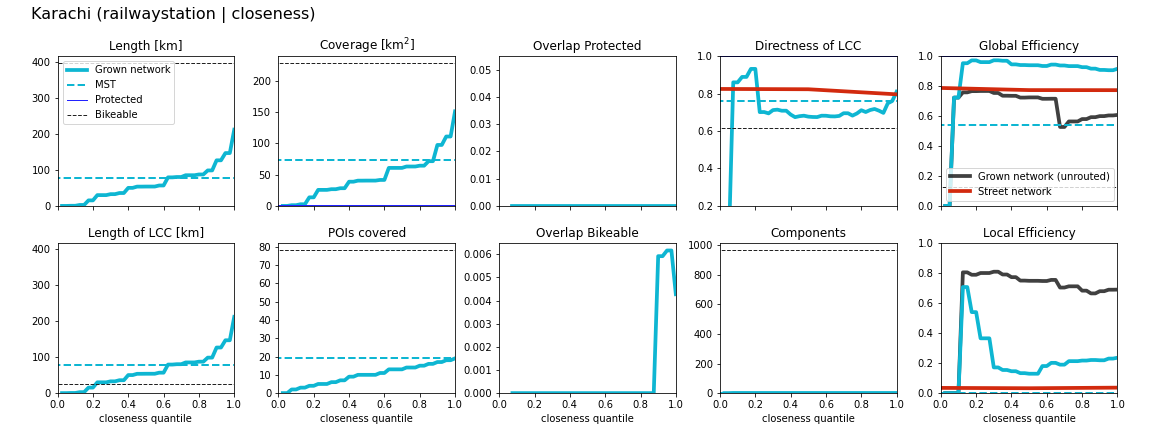 Karachi (railwaystation | closeness)
Length [km]
Coverage [km²]
Overlap Protected
Directness of LCC
Global Efficiency
400
300
200
100
0
Grown network
MST
Protected
Bikeable
200
150
100
50
0
0.05
0.04
0.03
0.02
0.01
0.00
1.0
0.8
0.6
0.4
0.2
1.0
0.8
0.6
0.4
0.2
0.0
Grown network (unrouted)
Street network
Length of LCC [km]
POIs covered
Overlap Bikeable
Components
Local Efficiency
400
300
200
100
0
0.0 0.2 0.4 0.6 0.8 1.0
closeness quantile
80
70
60
50
40
30
20
10
0
0.0 0.2 0.4 0.6 0.8 1.0
closeness quantile
0.006
0.005
0.004
0.003
0.002
0.001
0.000
0.0 0.2 0.4 0.6 0.8 1.0
closeness quantile
1000
800
600
400
200
0
0.0 0.2 0.4 0.6 0.8 1.0
closeness quantile
1.0
0.8
0.6
0.4
0.2
0.0
0.0 0.2 0.4 0.6 0.8 1.0
closeness quantile